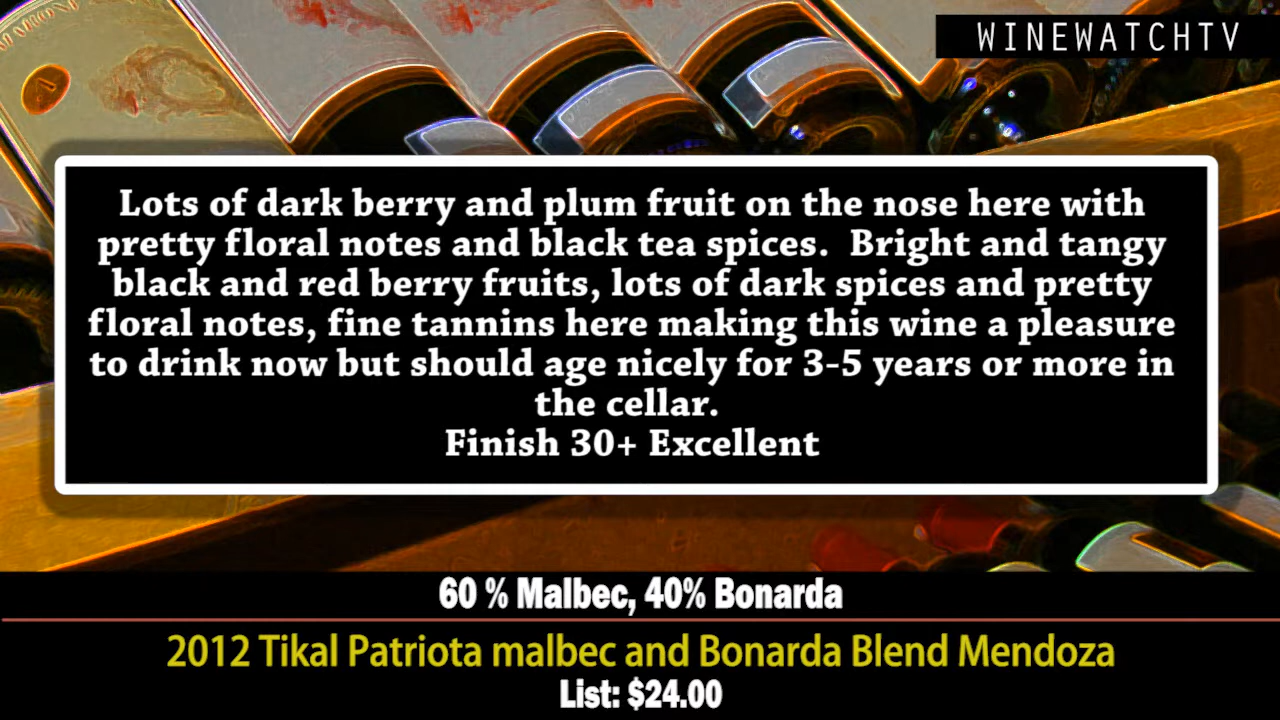 WINEWATCHTV
Lots of dark berry and plum fruit on the nose here with
pretty floral notes and black tea spices.  Bright and tangy
black and red berry fruits, lots of dark spices and pretty
floral notes, fine tannins here making this wine a pleasure
to drink now but should age nicely for 3-5 years or more in
the cellar.
Finish 30+ Excellent
60 % Malbec, 40% Bonarda
2012 Tikal Patriota malbec and Bonarda Blend Mendoza
List: $24.00